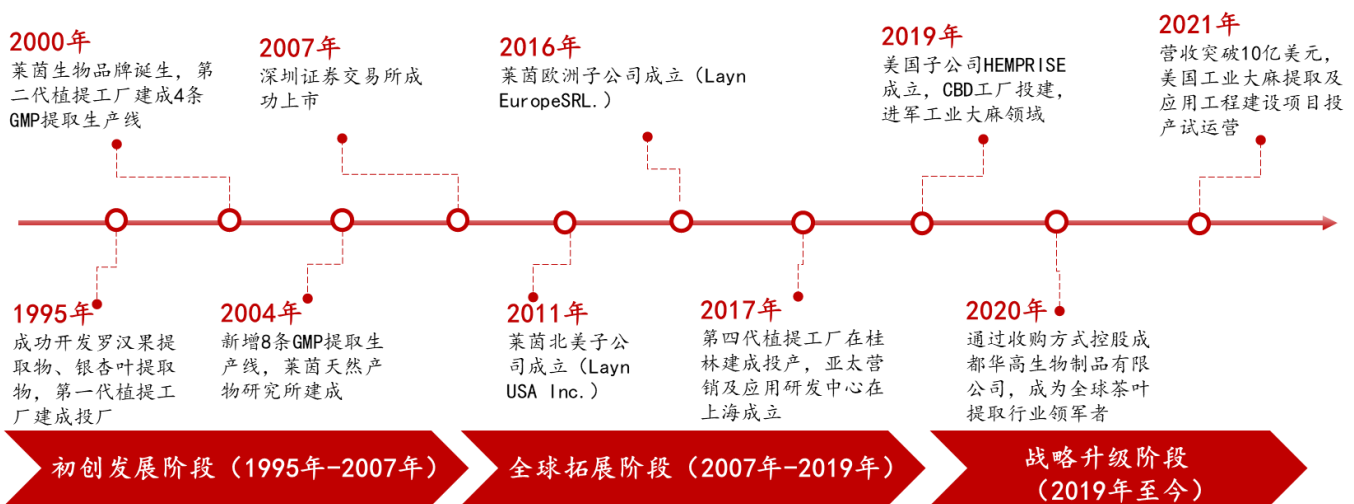 2000年
莱茵生物品牌诞生，第
二代植提工厂建成4条
GMP提取生产线
2007年
深圳证券交易所成
功上市
2016年
莱茵欧洲子公司成立（Layn
EuropeSRL.）
2019年
美国子公司HEMPRISE
成立，CBD工厂投建，
进军工业大麻领域
2021年
营收突破10亿美元，
美国工业大麻提取及
应用工程建设项目投
产试运营
1995年
成功开发罗汉果提
取物、银杏叶提取
物，第一代植提工
厂建成投厂
2004年
新增8条GMP提取生
产线，莱茵天然产
物研究所建成
2011年
莱茵北美子公
司成立（Layn
USA Inc.）
2017年
第四代植提工厂在桂
林建成投产，亚太营
销及应用研发中心在
上海成立
2020年
通过收购方式控股成
都华高生物制品有限
公司，成为全球茶叶
提取行业领军者
初创发展阶段（1995年-2007年）
全球拓展阶段（2007年-2019年）
战略升级阶段
（2019年至今）